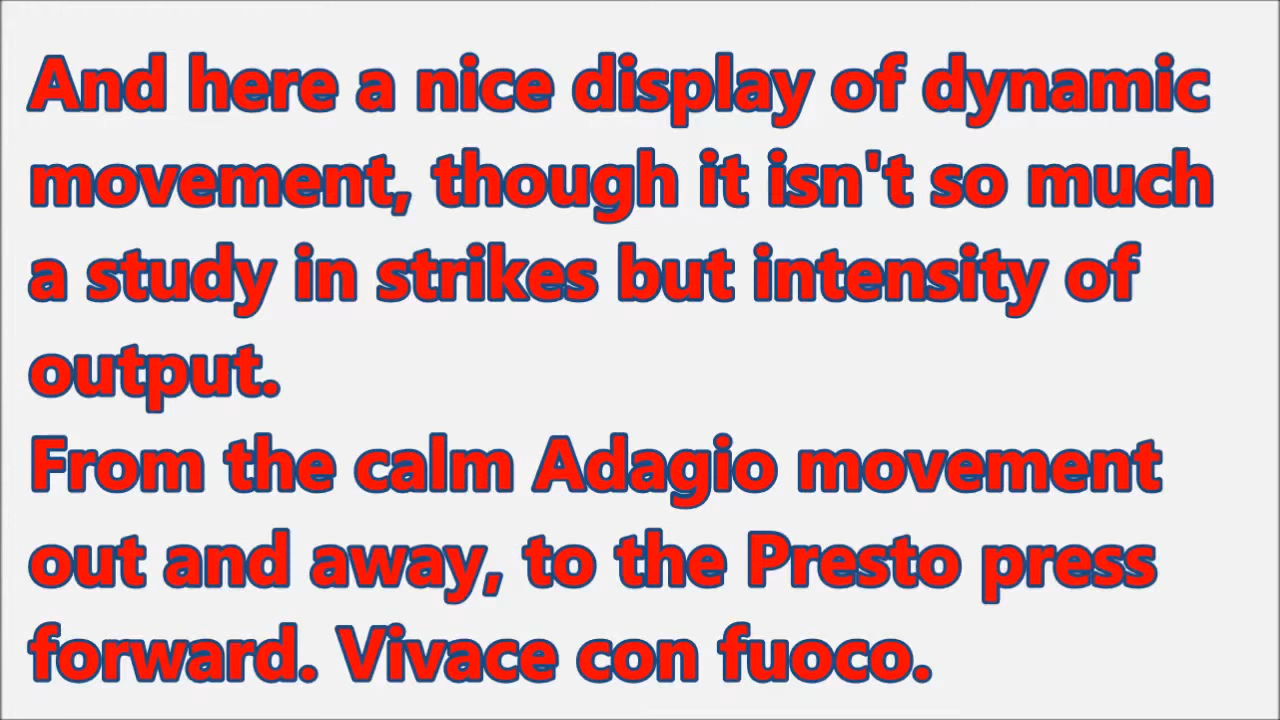 And here a nice display of dynamic
movement, though it isn't so much
a study in strikes but intensity of
output.
From the calm Adagio movement
out and away, to the Presto press
forward. Vivace con fuoco.